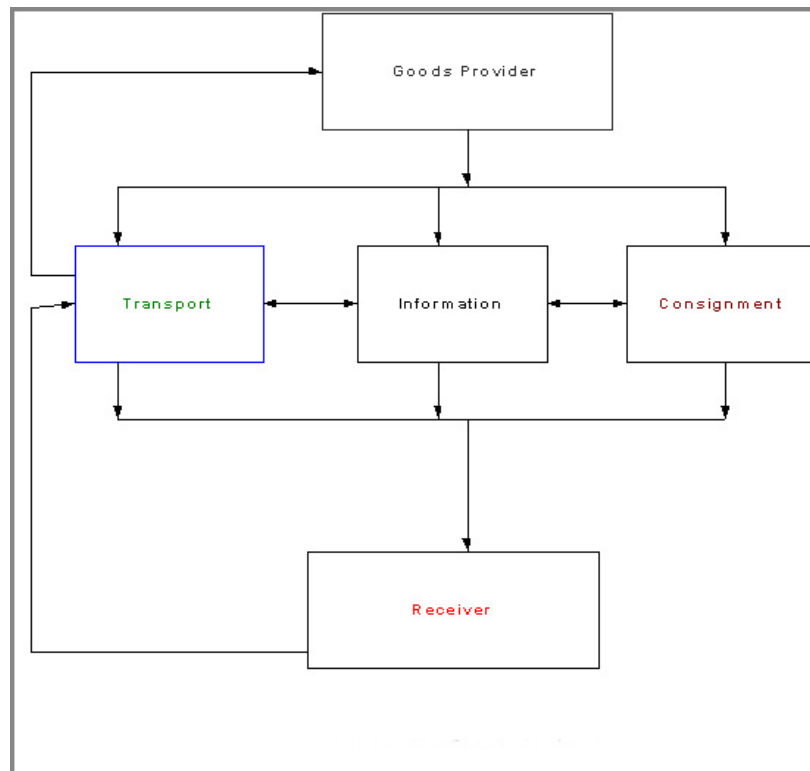 Goods Provider
Transport
Information
Consignment
Receiver